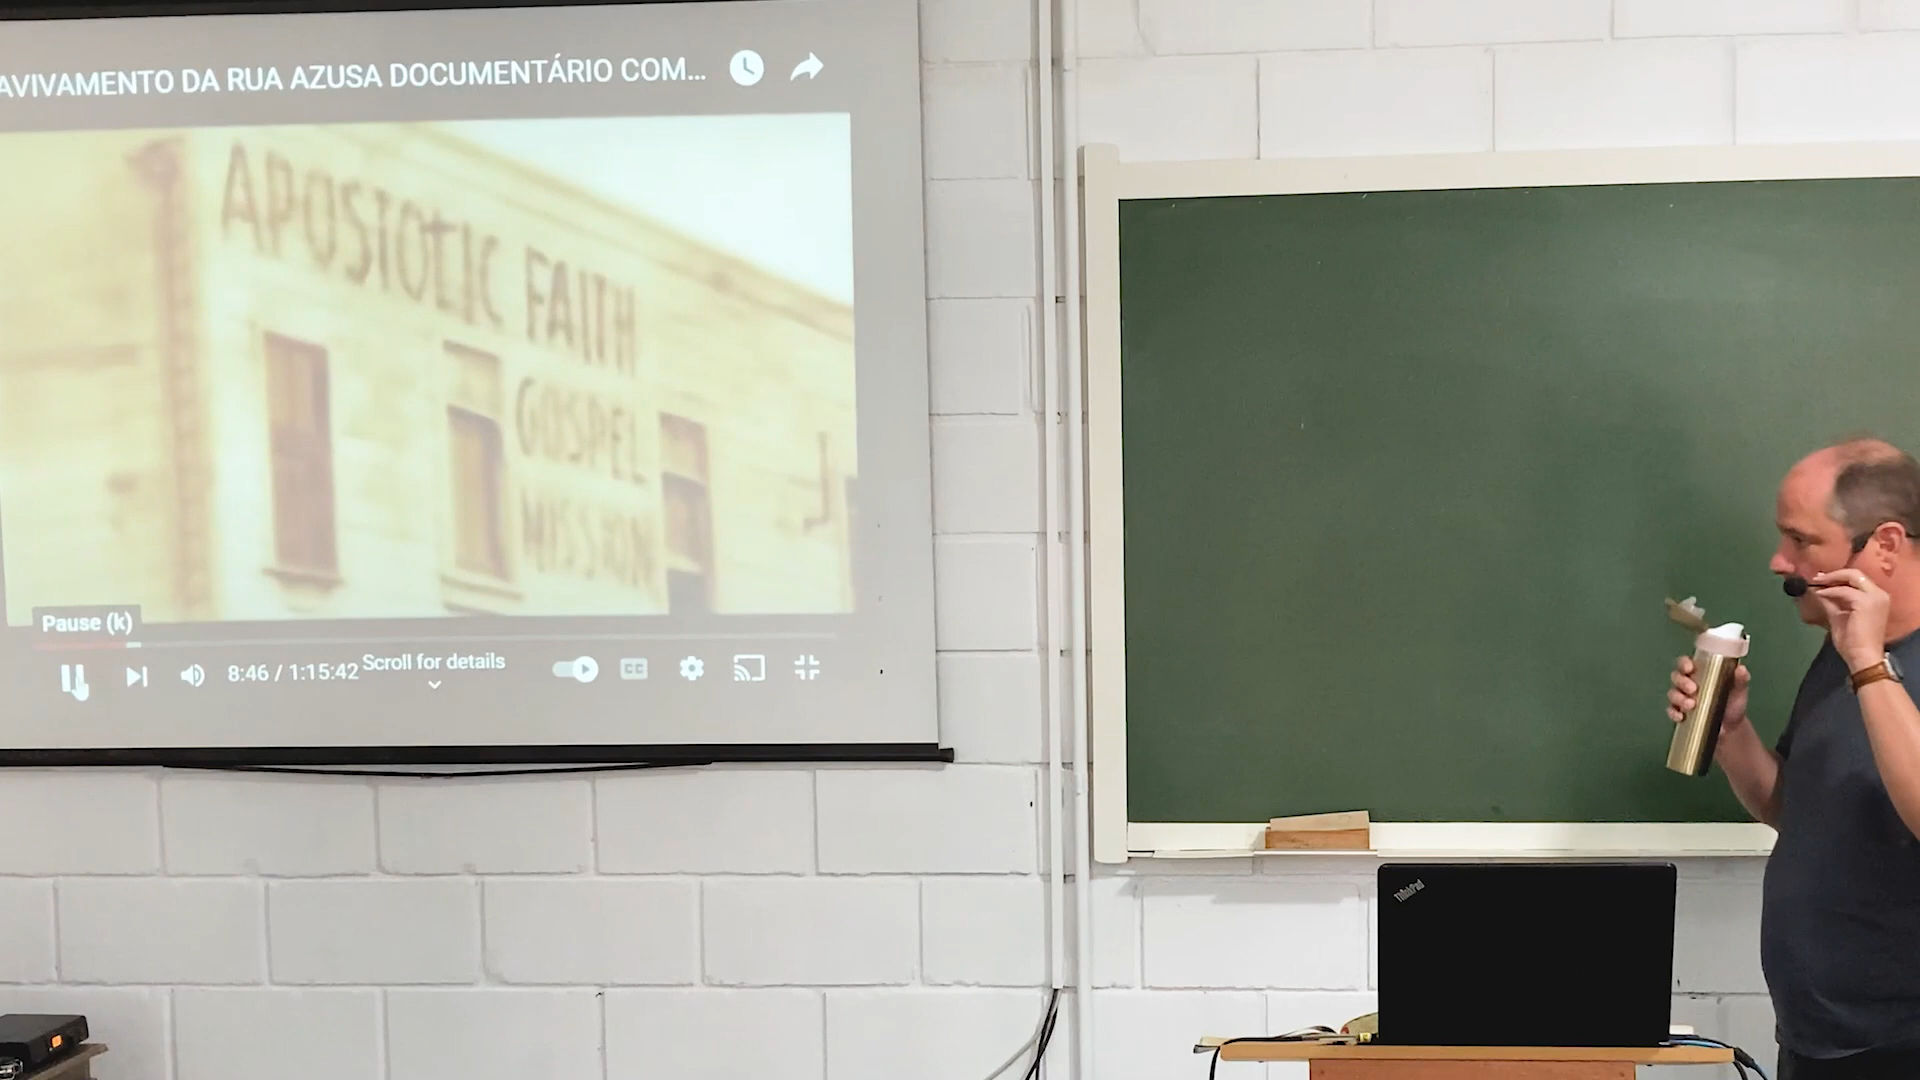 AVIVAMENTO DA RUA AZUSA DOCUMENTÁRIO COM...
APOSTOLIC FAITH
GOSPEL
MISSION
Pause (k)
8:46 / 1:15:42
Scroll for details
CC
ThinkPad